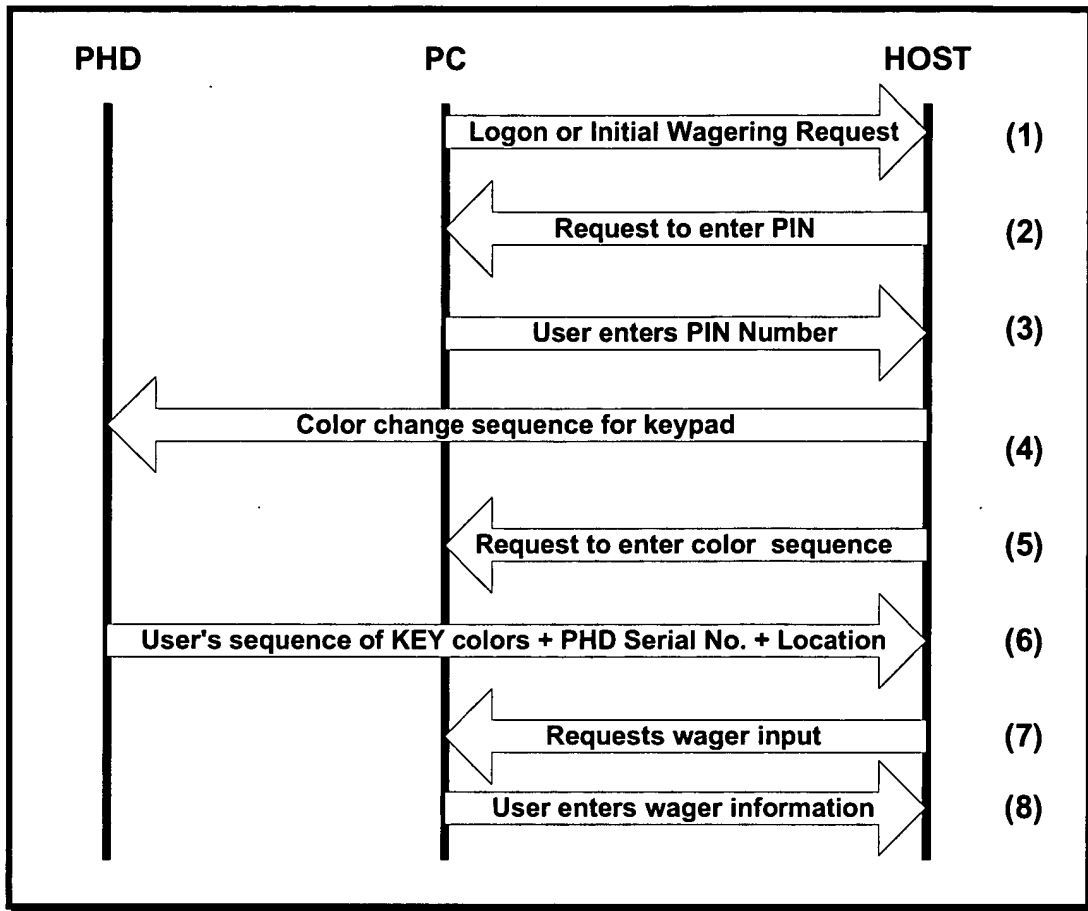 PHD PC HOST
Logon or Initial Wagering Request (1)
Request to enter PIN (2)
User enters PIN Number (3)
Color change sequence for keypad (4)
Request to enter color sequence (5)
User's sequence of KEY colors + PHD Serial No. + Location (6)
Requests wager input (7)
User enters wager information (8)